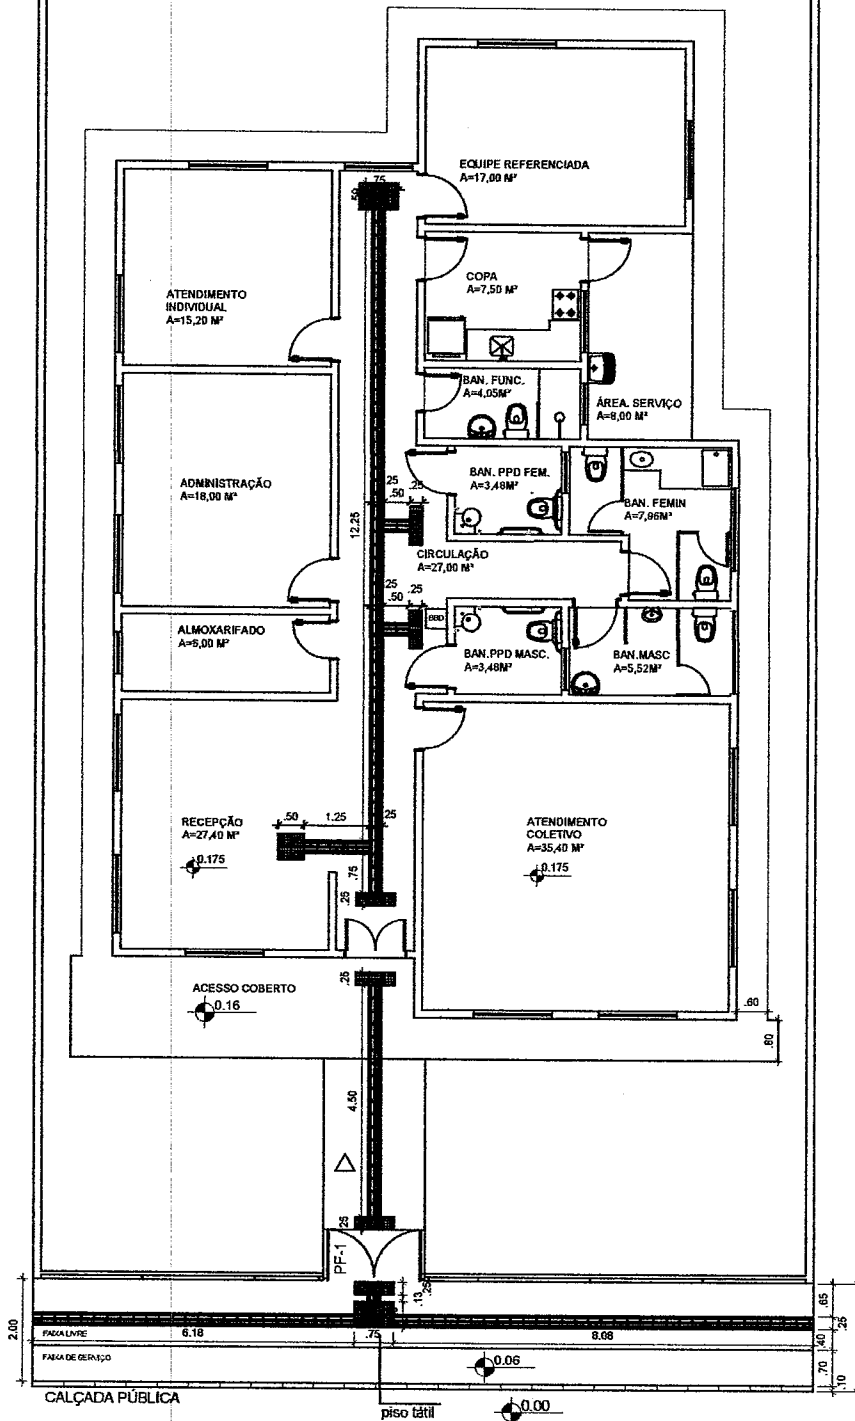 EQUIPE REFERENCIADA
A=17,00 M²
.75
.50
COPA
A=7,50 M²
ATENDIMENTO
INDIVIDUAL
A=15,20 M²
BAN. FUNC.
A=4,05M²
ÁREA. SERVIÇO
A=8,00 M²
ADMINISTRAÇÃO
A=18,00 M²
BAN. PPD FEM.
A=3,48M²
BAN. FEMIN
A=7,96M²
.25
.50
.25
12.25
CIRCULAÇÃO
A=27,00 M²
.25
.50
.25
BBD
ALMOXARIFADO
A=6,00 M²
BAN.PPD MASC.
A=3,48M²
BAN.MASC
A=5,52M²
RECEPÇÃO
A=27,40 M²
0.175
.50
1.25
.25
.75
.25
ATENDIMENTO
COLETIVO
A=35,40 M²
0.175
ACESSO COBERTO
0.16
.25
.60
.80
4.50
.25
PF-1
.13
.25
2.00
FAIXA LIVRE
6.18
.75
8.08
.65
.25
.40
FAIXA DE SERVIÇO
0.06
.70
.10
CALÇADA PÚBLICA
piso tátil
0.00